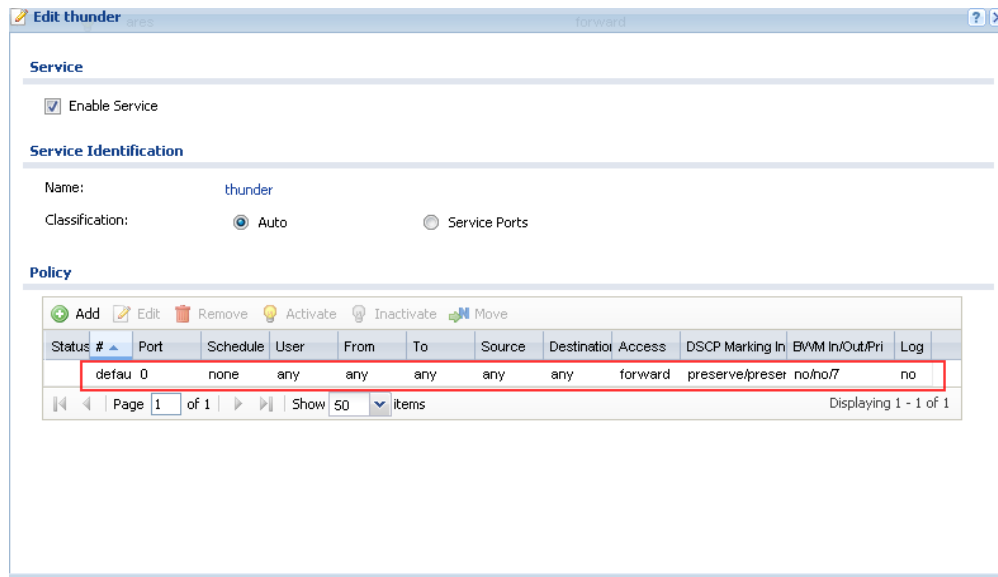 Edit thunder ares forward ?
Service
Enable Service
Service Identification
Name: thunder
Classification: Auto Service Ports
Policy
Add Edit Remove Activate Inactivate Move
Status # Port Schedule User From To Source Destination Access DSCP Marking In BWM In/Out/Pri Log
defau 0 none any any any any any forward preserve/preser no/no/7 no
Page 1 of 1 Show 50 items Displaying 1 - 1 of 1